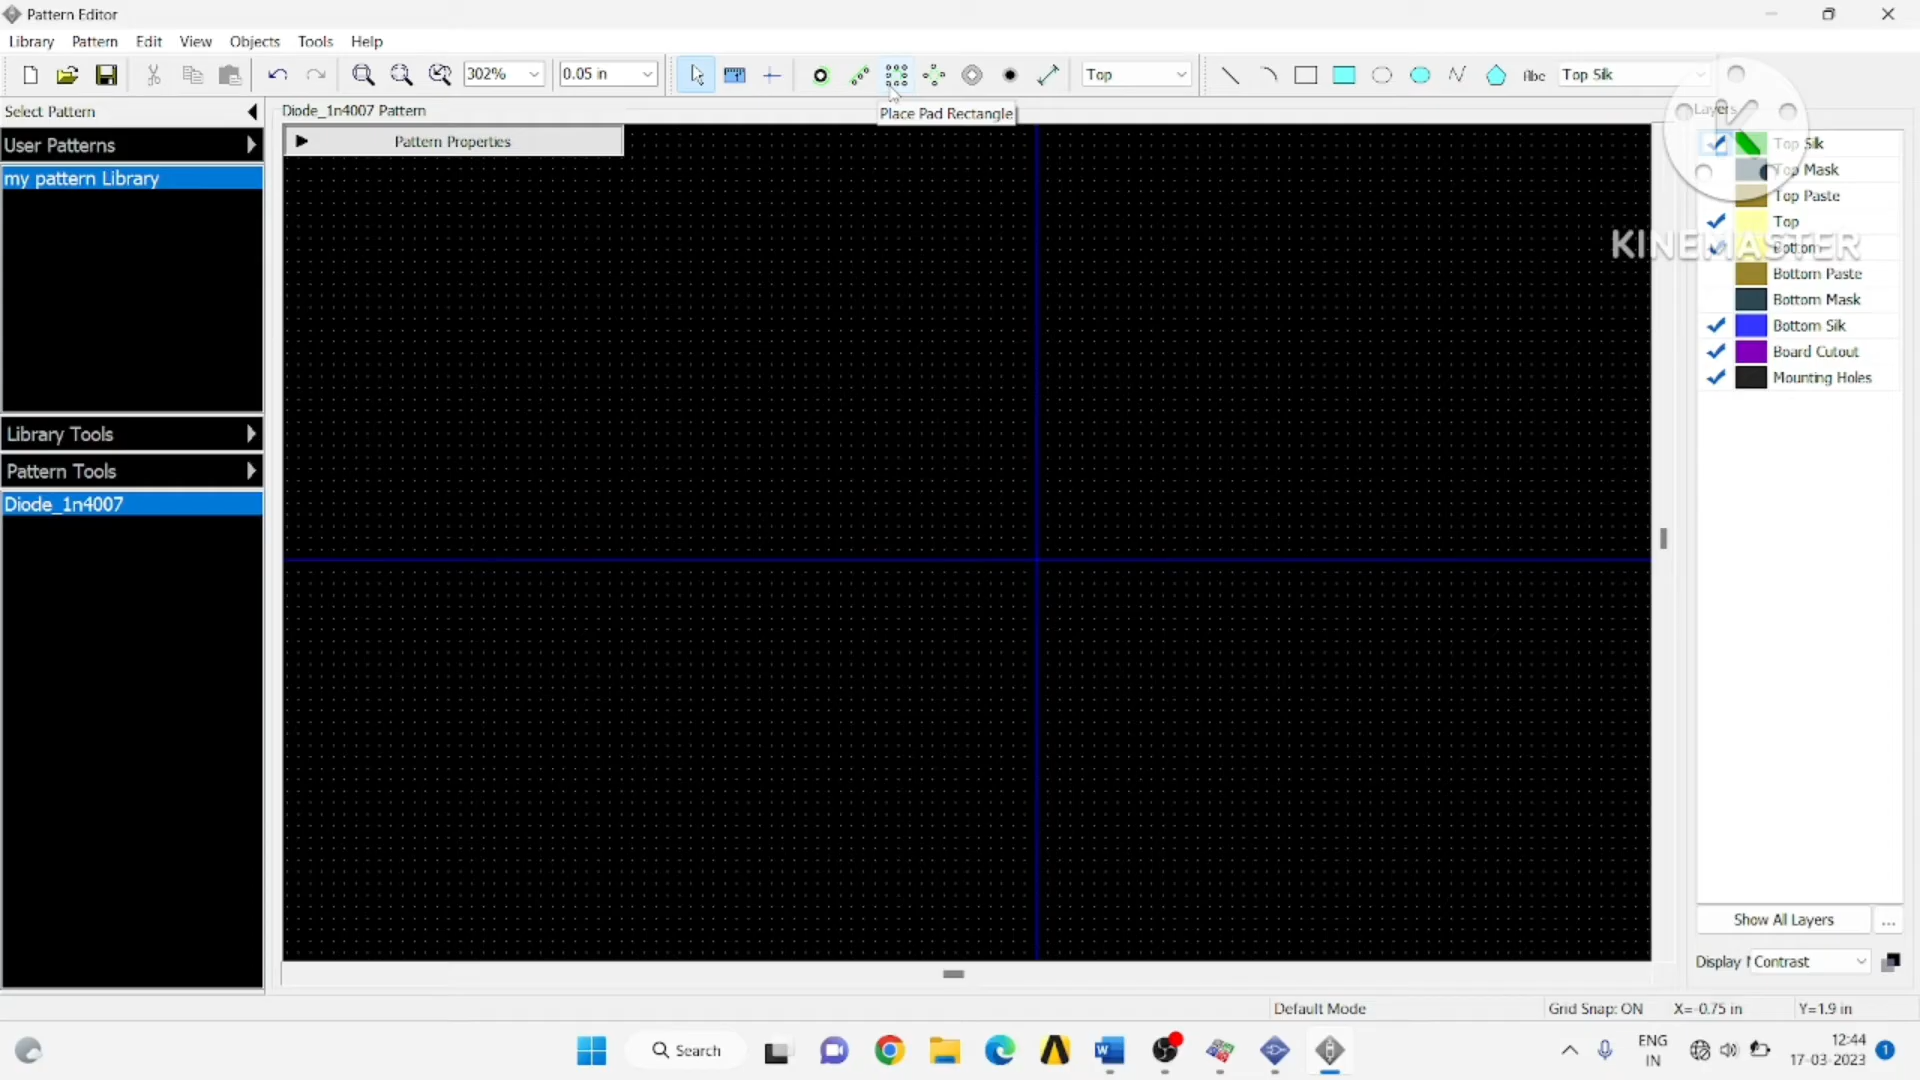 Pattern Editor
Library Pattern Edit View Objects Tools Help
302% 0.05 in Top Abc Top Silk
Place Pad Rectangle
Select Pattern
User Patterns
my pattern Library
Library Tools
Pattern Tools
Diode_1n4007
Diode_1n4007 Pattern
Pattern Properties
Layers
Top Silk
Top Mask
Top Paste
Top
Bottom
KINEMASTER
Bottom Paste
Bottom Mask
Bottom Silk
Board Cutout
Mounting Holes
Show All Layers ...
Display Contrast
Default Mode Grid Snap: ON X=-0.75 in Y=1.9 in
Search
ENG
IN
12:44
17-03-2023
1